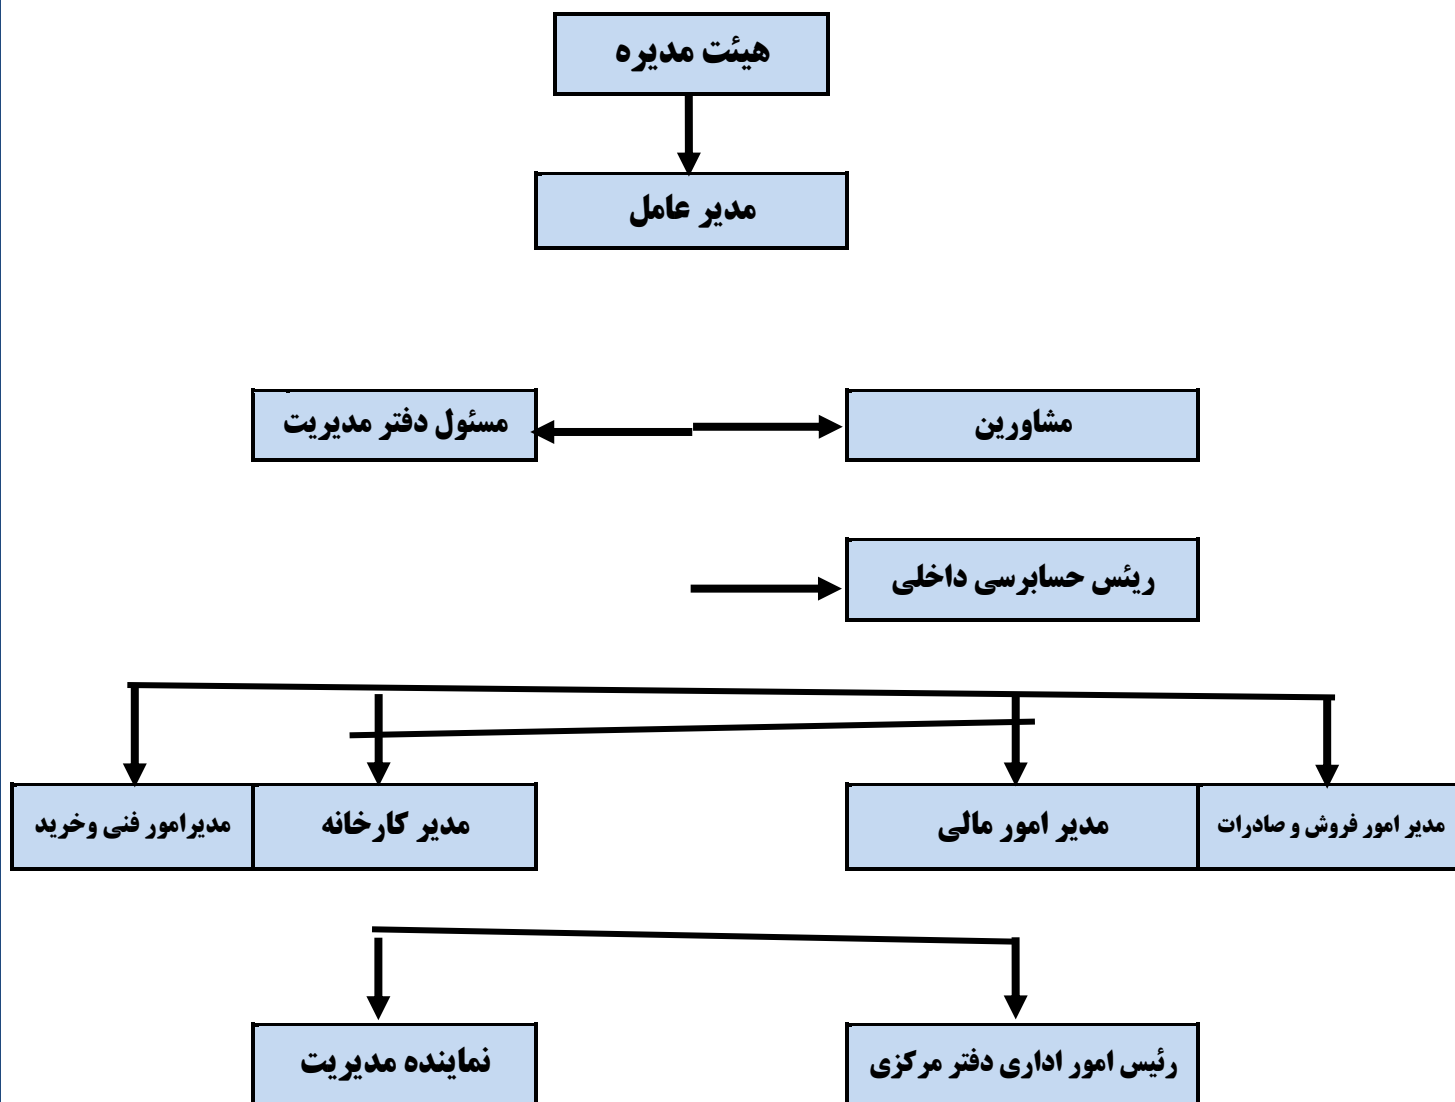 هیئت مدیره
مدیر عامل
مشاورین
مسئول دفتر مدیریت
ریئس حسابرسی داخلی
مدیر امور فروش و صادرات
مدیر امور مالی
مدیر کارخانه
مدیرامور فنی وخرید
رئیس امور اداری دفتر مرکزی
نماینده مدیریت